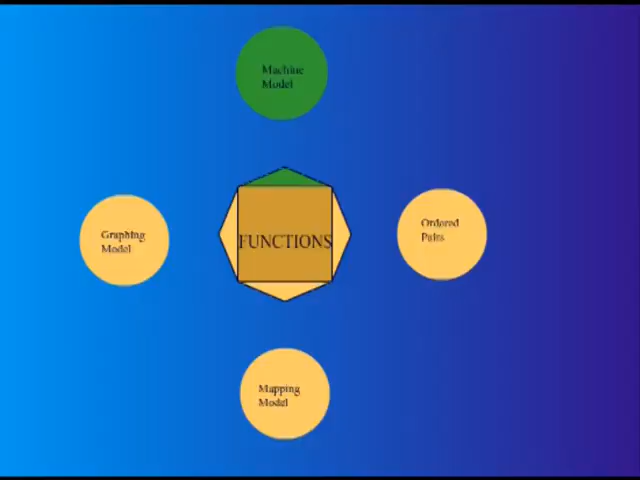 Machine
Model
Graphing
Model
FUNCTIONS
Ordered
Pairs
Mapping
Model